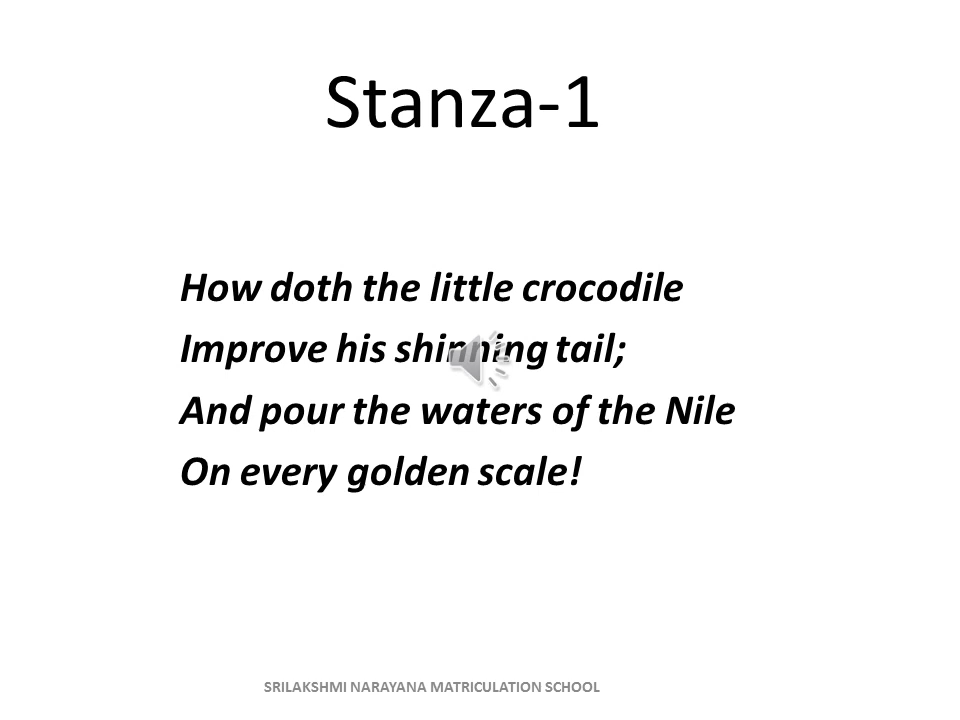 Stanza-1
How doth the little crocodile
Improve his shinning tail;
And pour the waters of the Nile
On every golden scale!
SRILAKSHMI NARAYANA MATRICULATION SCHOOL